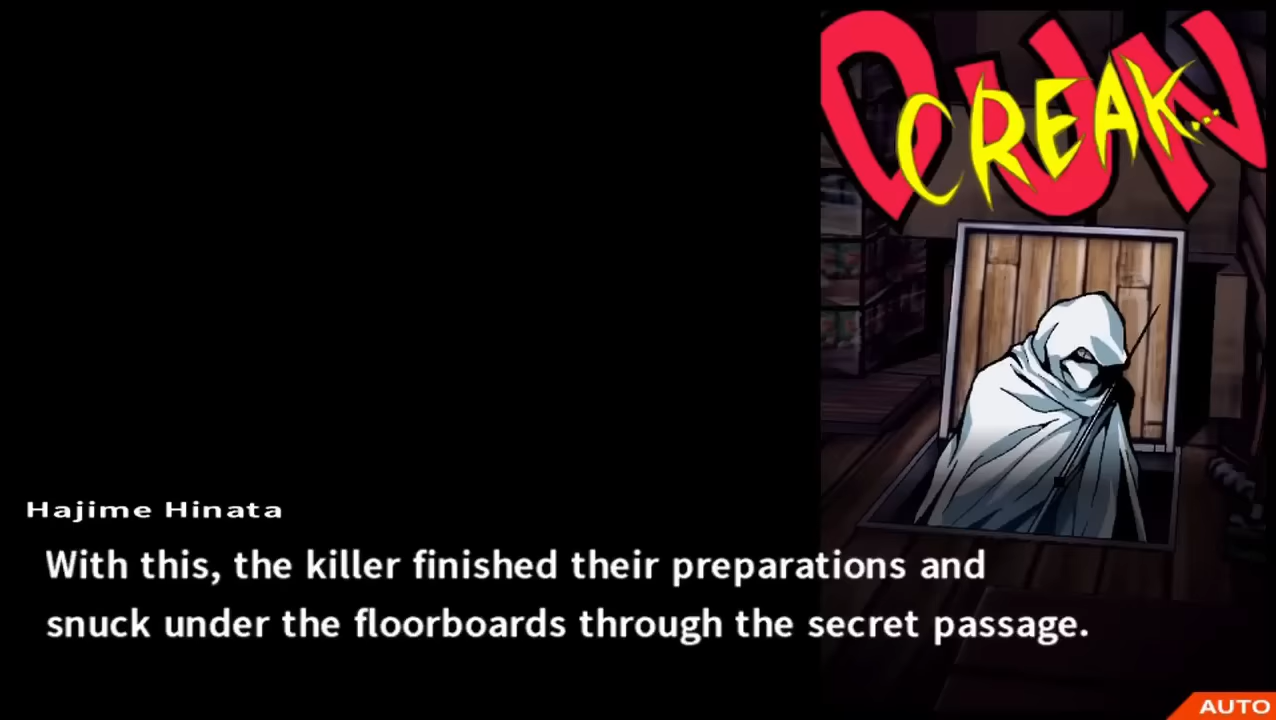 DUN
CREAK...
Hajime Hinata
With this, the killer finished their preparations and
snuck under the floorboards through the secret passage.
AUTO